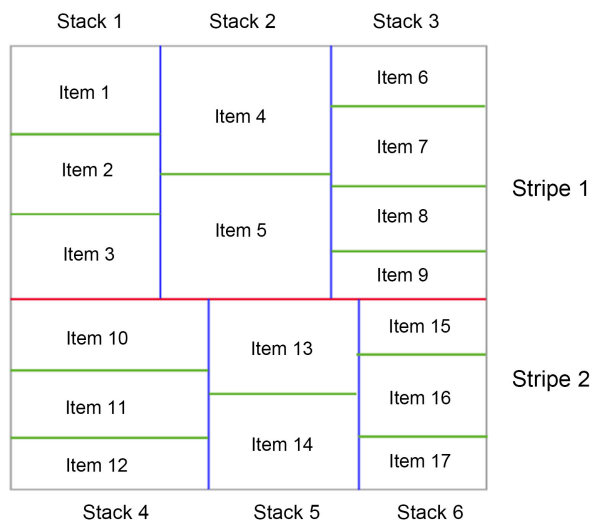 Stack 1
Stack 2
Stack 3
Item 1
Item 2
Item 3
Item 4
Item 5
Item 6
Item 7
Item 8
Item 9
Stripe 1
Item 10
Item 11
Item 12
Item 13
Item 14
Item 15
Item 16
Item 17
Stripe 2
Stack 4
Stack 5
Stack 6